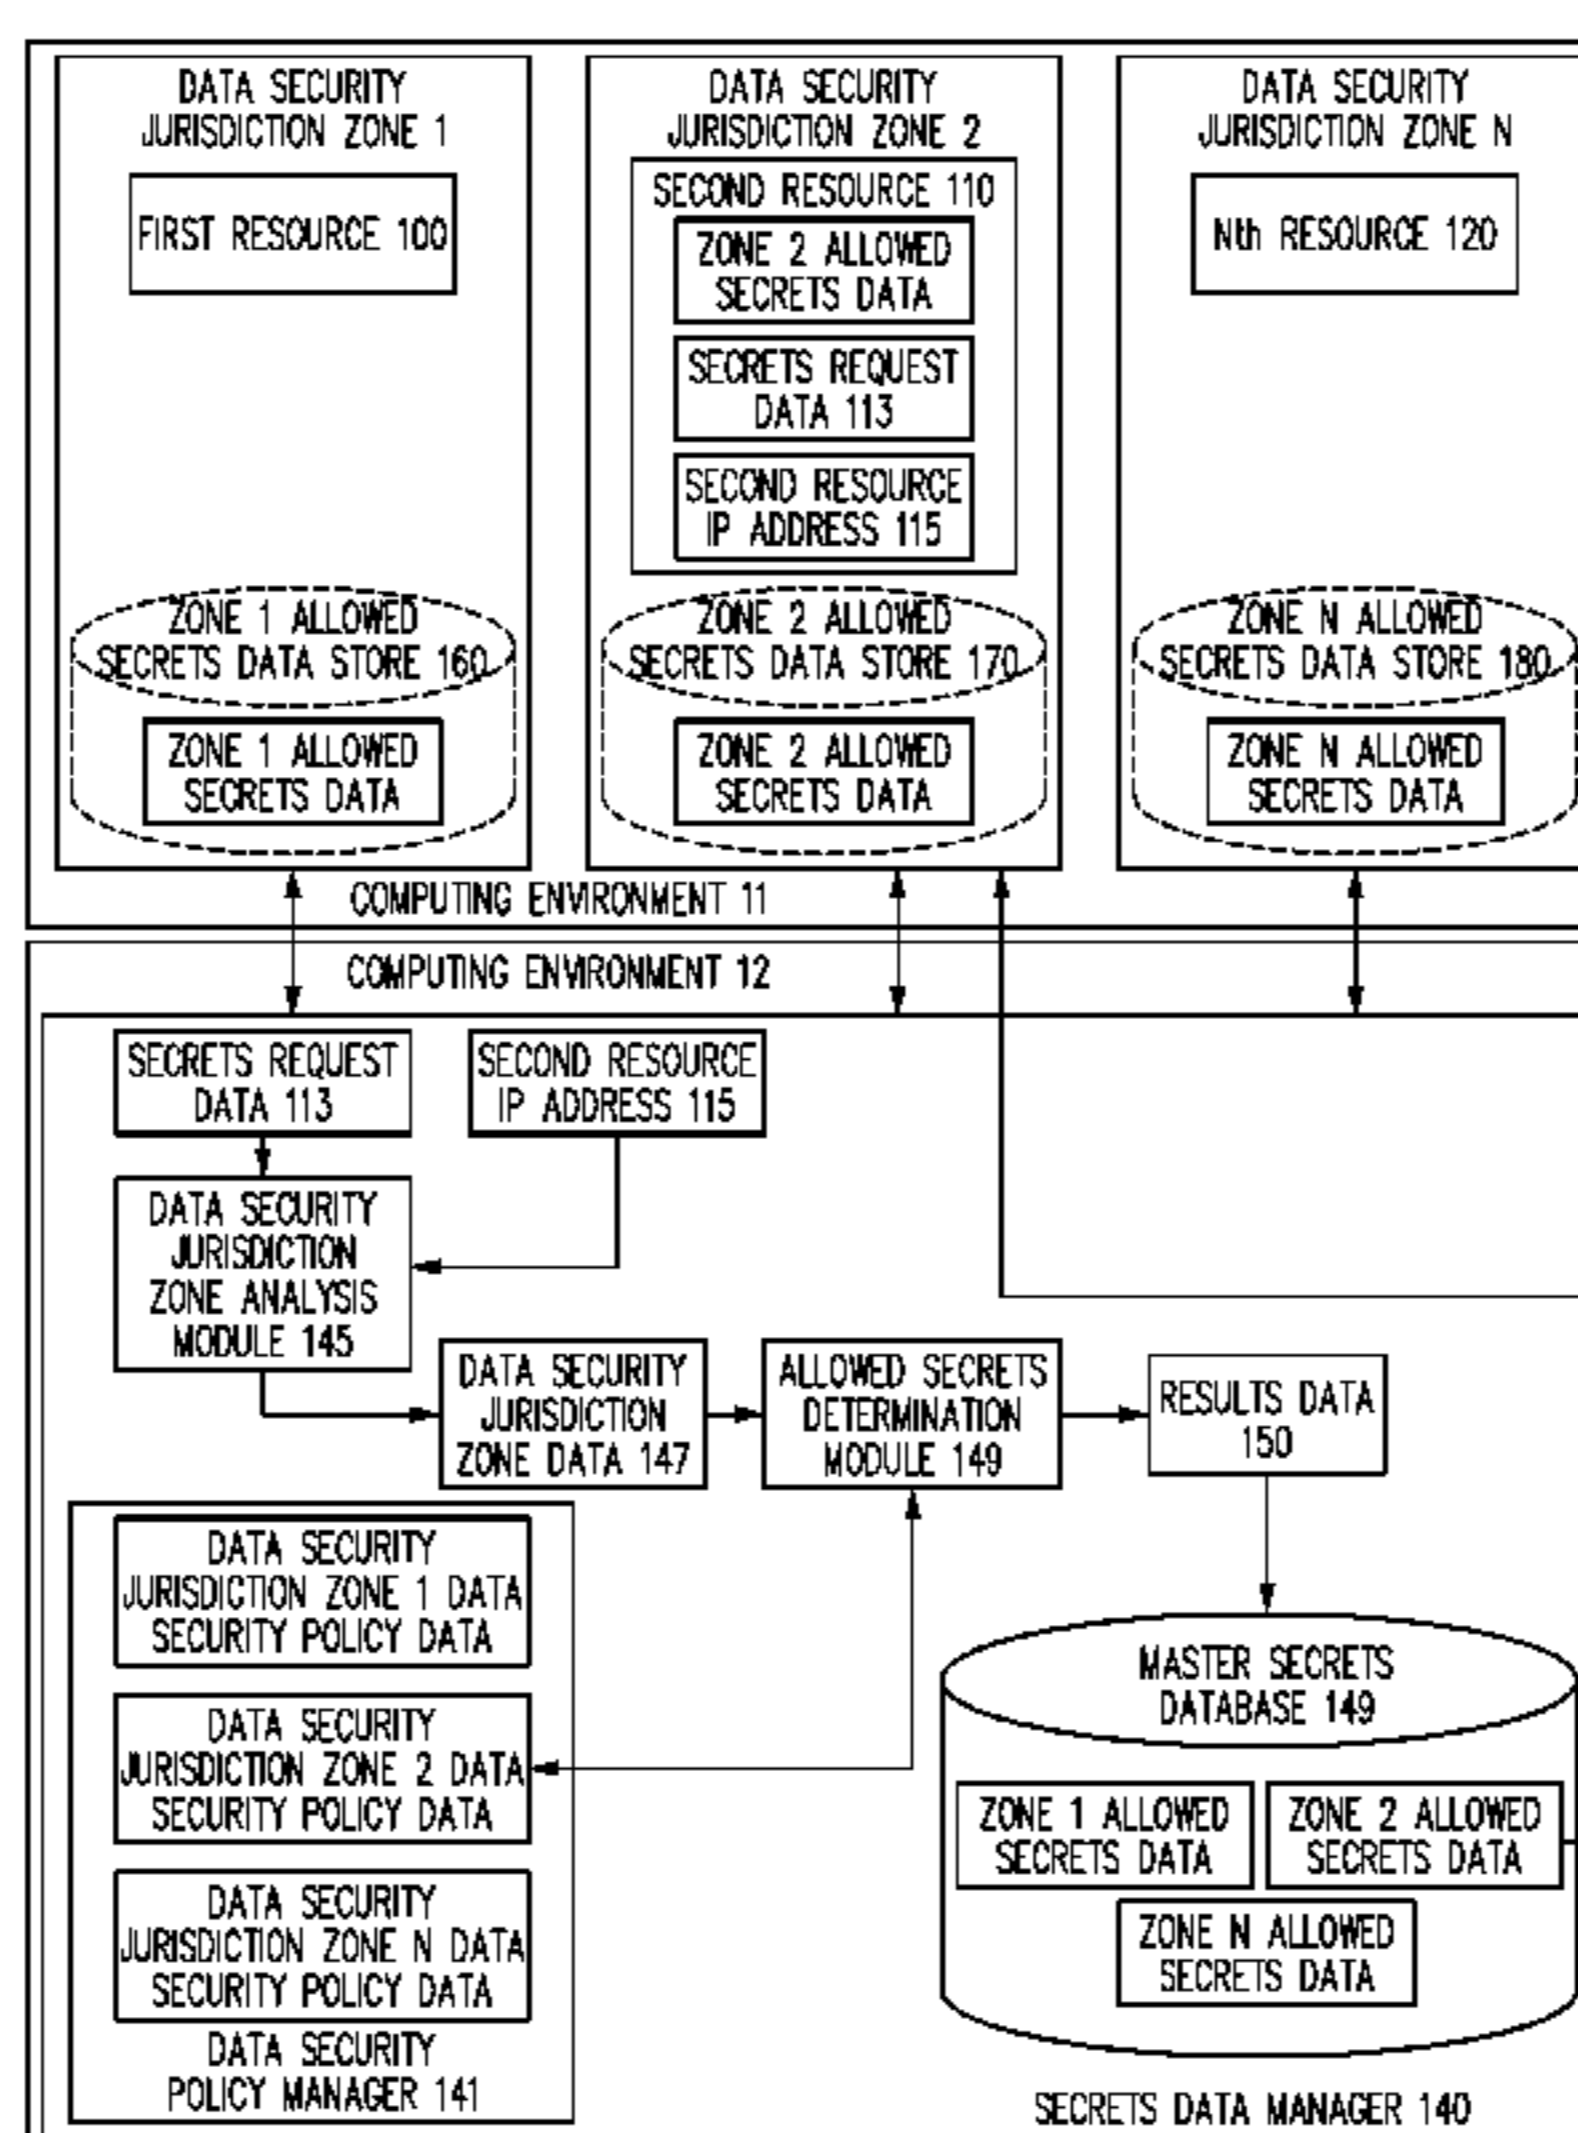 DATA SECURITY
JURISDICTION ZONE 1
FIRST RESOURCE 100
ZONE 1 ALLOWED
SECRETS DATA STORE 160
ZONE 1 ALLOWED
SECRETS DATA
DATA SECURITY
JURISDICTION ZONE 2
SECOND RESOURCE 110
ZONE 2 ALLOWED
SECRETS DATA
SECRETS REQUEST
DATA 113
SECOND RESOURCE
IP ADDRESS 115
ZONE 2 ALLOWED
SECRETS DATA STORE 170
ZONE 2 ALLOWED
SECRETS DATA
DATA SECURITY
JURISDICTION ZONE N
Nth RESOURCE 120
ZONE N ALLOWED
SECRETS DATA STORE 180
ZONE N ALLOWED
SECRETS DATA
COMPUTING ENVIRONMENT 11
COMPUTING ENVIRONMENT 12
SECRETS REQUEST
DATA 113
SECOND RESOURCE
IP ADDRESS 115
DATA SECURITY
JURISDICTION
ZONE ANALYSIS
MODULE 145
DATA SECURITY
JURISDICTION
ZONE DATA 147
ALLOWED SECRETS
DETERMINATION
MODULE 149
RESULTS DATA
150
DATA SECURITY
JURISDICTION ZONE 1 DATA
SECURITY POLICY DATA
DATA SECURITY
JURISDICTION ZONE 2 DATA
SECURITY POLICY DATA
DATA SECURITY
JURISDICTION ZONE N DATA
SECURITY POLICY DATA
DATA SECURITY
POLICY MANAGER 141
MASTER SECRETS
DATABASE 149
ZONE 1 ALLOWED
SECRETS DATA
ZONE 2 ALLOWED
SECRETS DATA
ZONE N ALLOWED
SECRETS DATA
SECRETS DATA MANAGER 140